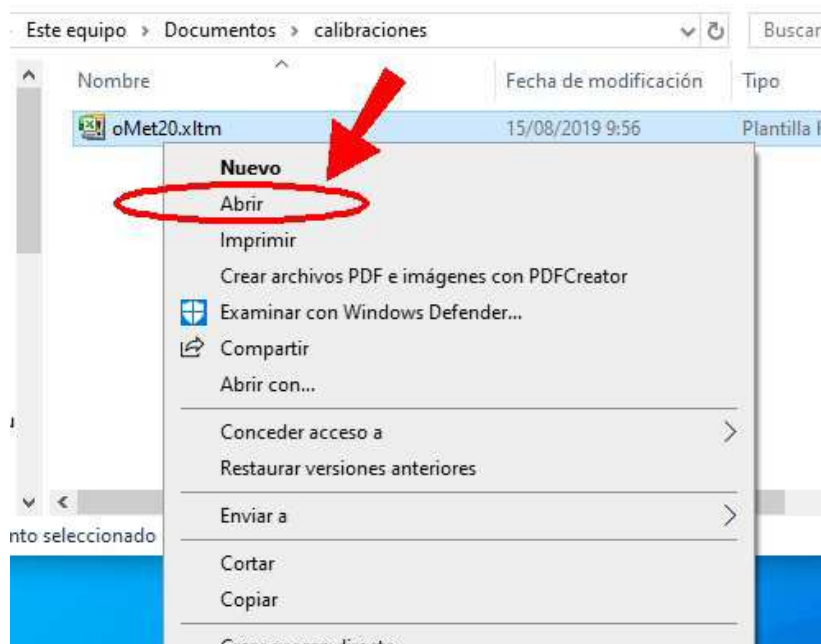 Este equipo > Documentos > calibraciones
Buscar
Nombre
Fecha de modificación
Tipo
oMet20.xltm
15/08/2019 9:56
Plantilla
Nuevo
Abrir
Imprimir
Crear archivos PDF e imágenes con PDFCreator
Examinar con Windows Defender...
Compartir
Abrir con...
Conceder acceso a
Restaurar versiones anteriores
Enviar a
nto seleccionado
Cortar
Copiar